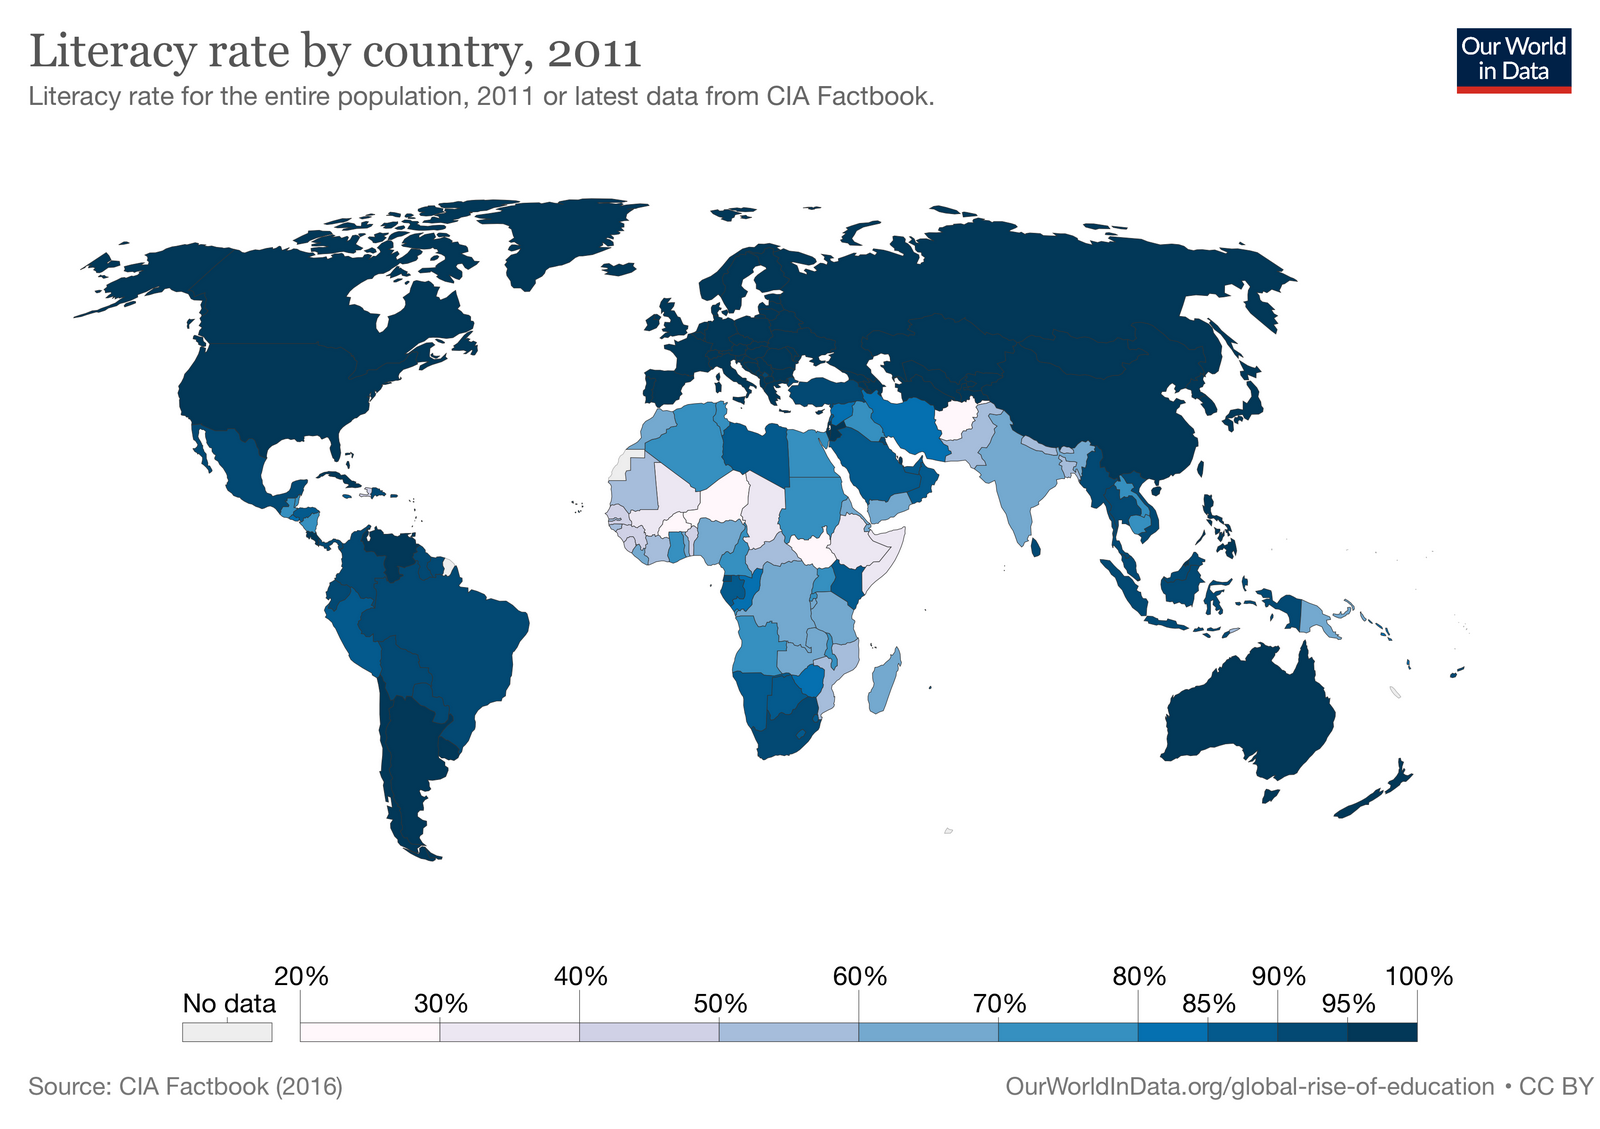 Literacy rate by country, 2011
Literacy rate for the entire population, 2011 or latest data from CIA Factbook.
Our World
in Data
20% 40% 60% 80% 90% 100%
No data 30% 50% 70% 85% 95%
Source: CIA Factbook (2016)
OurWorldInData.org/global-rise-of-education • CC BY